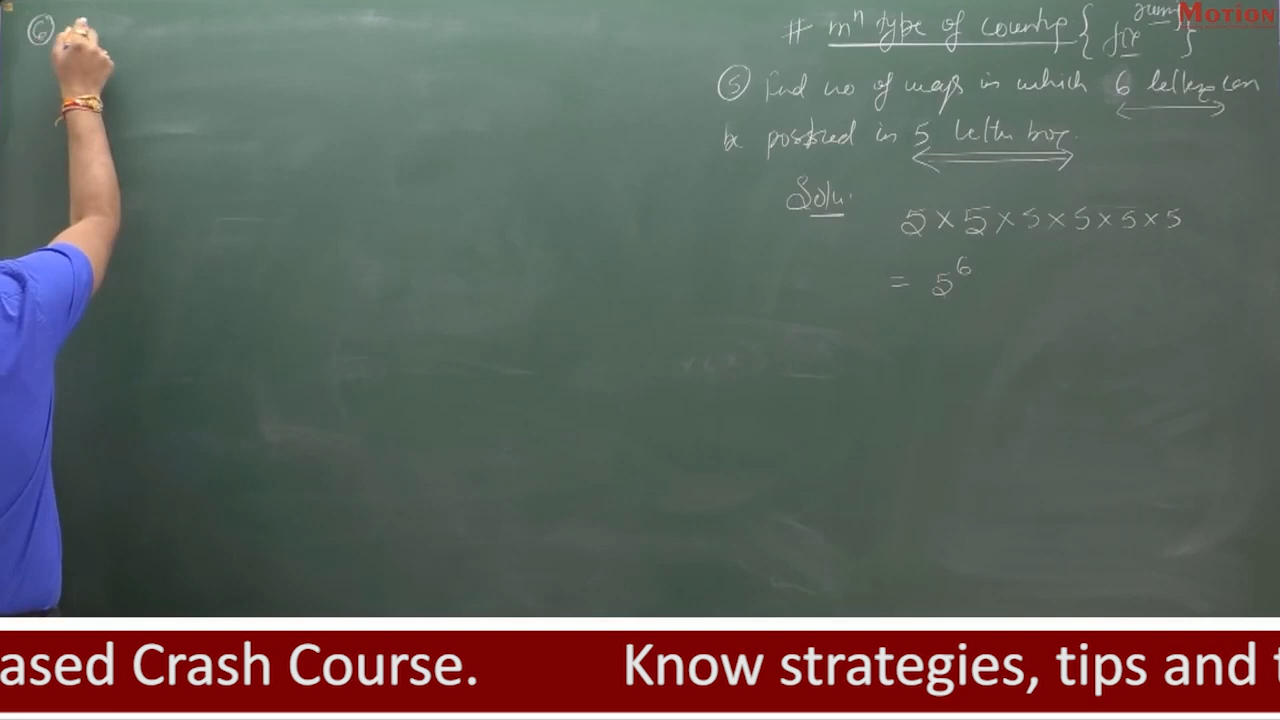 ⑥
# mⁿ type of counting { jump fix }
MOTION
⑤ Find no of ways in which 6 letters can
be posted in 5 letter box.
Soln.
5 × 5 × 5 × 5 × 5 × 5
= 5⁶
ased Crash Course. Know strategies, tips and t